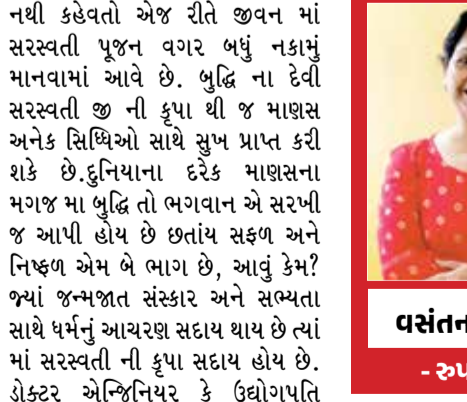 નથી કહેવતો એજ રીતે જીવન માં
સરસ્વતી પૂજન વગર બધું નકામું
માનવામાં આવે છે. બુદ્ધિ ના દેવી
સરસ્વતી જી ની કૃપા થી જ માણસ
અનેક સિધ્ધિઓ સાથે સુખ પ્રાપ્ત કરી
શકે છે.દુનિયાના દરેક માણસના
મગજ મા બુદ્ધિ તો ભગવાન એ સરખી
જ આપી હોય છે છતાંય સફળ અને
નિષ્ફળ એમ બે ભાગ છે, આવું કેમ?
જ્યાં જન્મજાત સંસ્કાર અને સભ્યતા
સાથે ધર્મનું આચરણ સદાય થાય છે ત્યાં
માં સરસ્વતી ની કૃપા સદાય હોય છે.
ડોક્ટર એન્જિનિયર કે ઉદ્યોગપતિ
વસંતન
- રુપ